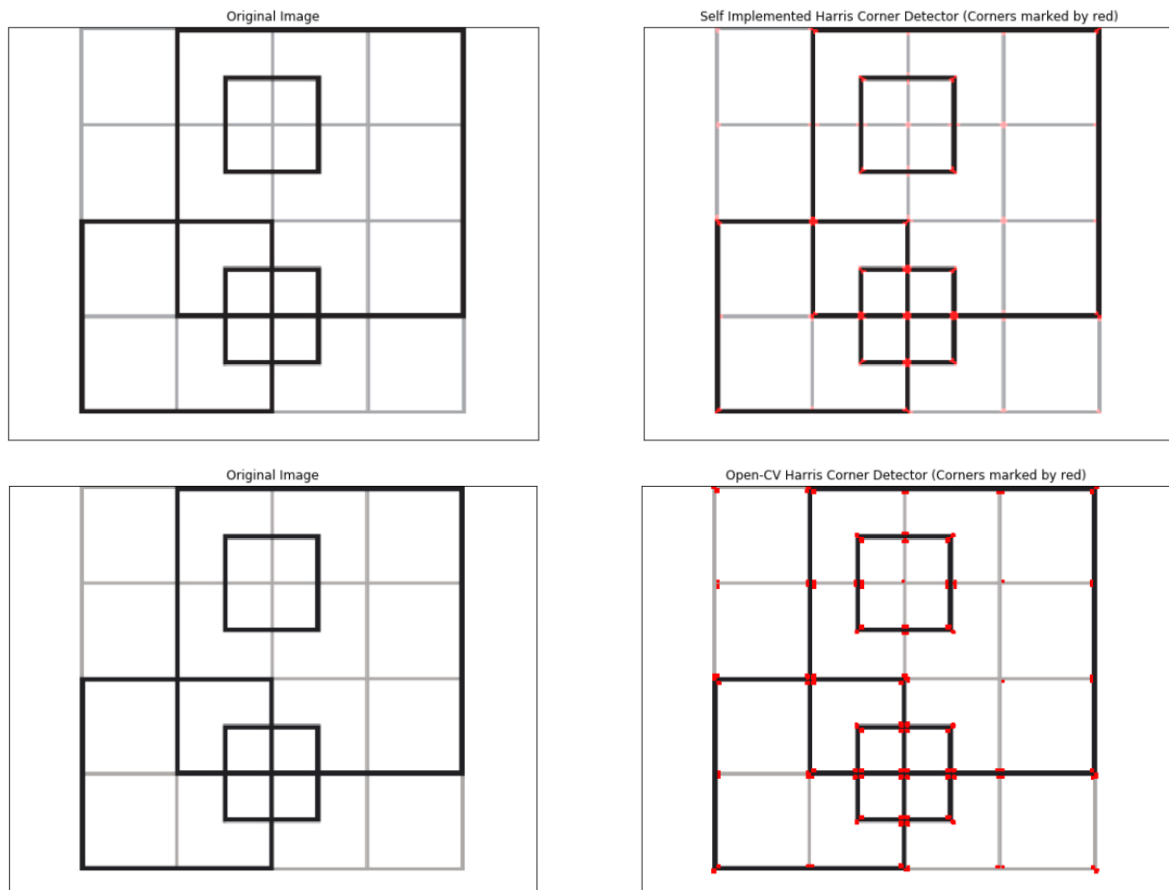 Original Image
Self Implemented Harris Corner Detector (Corners marked by red)
Original Image
Open-CV Harris Corner Detector (Corners marked by red)